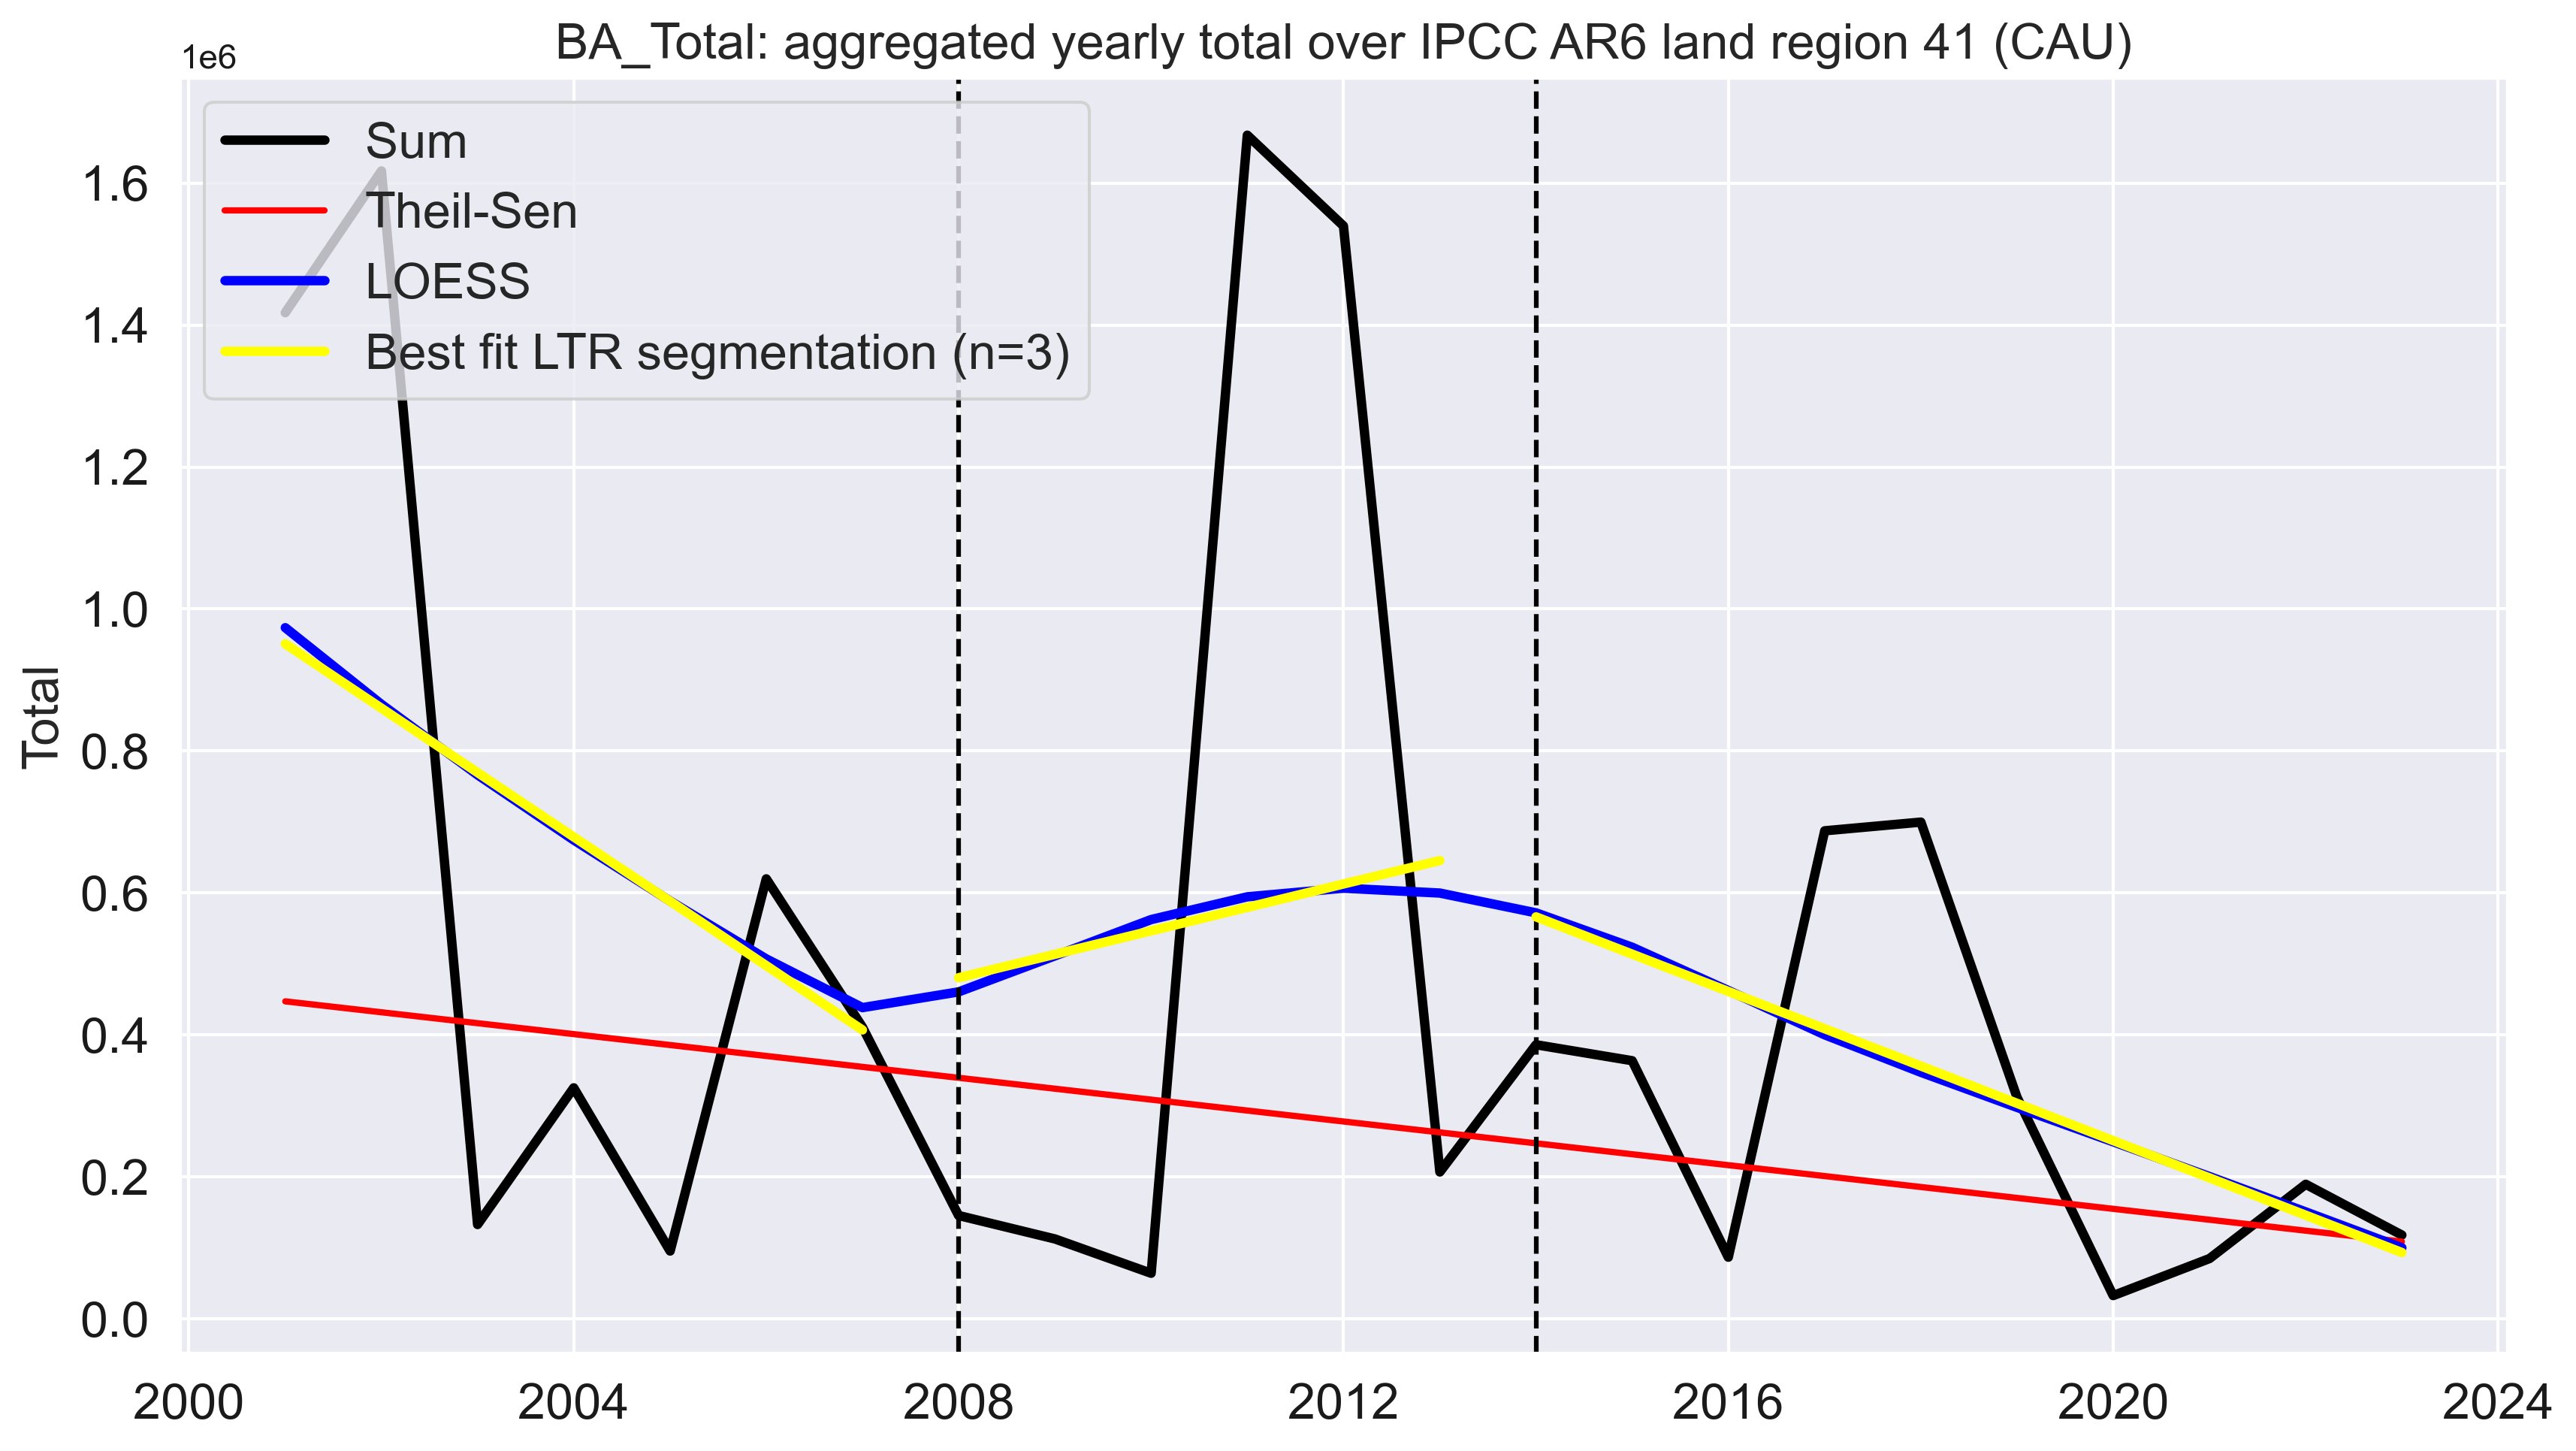 BA_Total: aggregated yearly total over IPCC AR6 land region 41 (CAU)
1e6
Sum
Theil-Sen
LOESS
Best fit LTR segmentation (n=3)
1.6
1.4
1.2
1.0
0.8
0.6
0.4
0.2
0.0
Total
2000 2004 2008 2012 2016 2020 2024